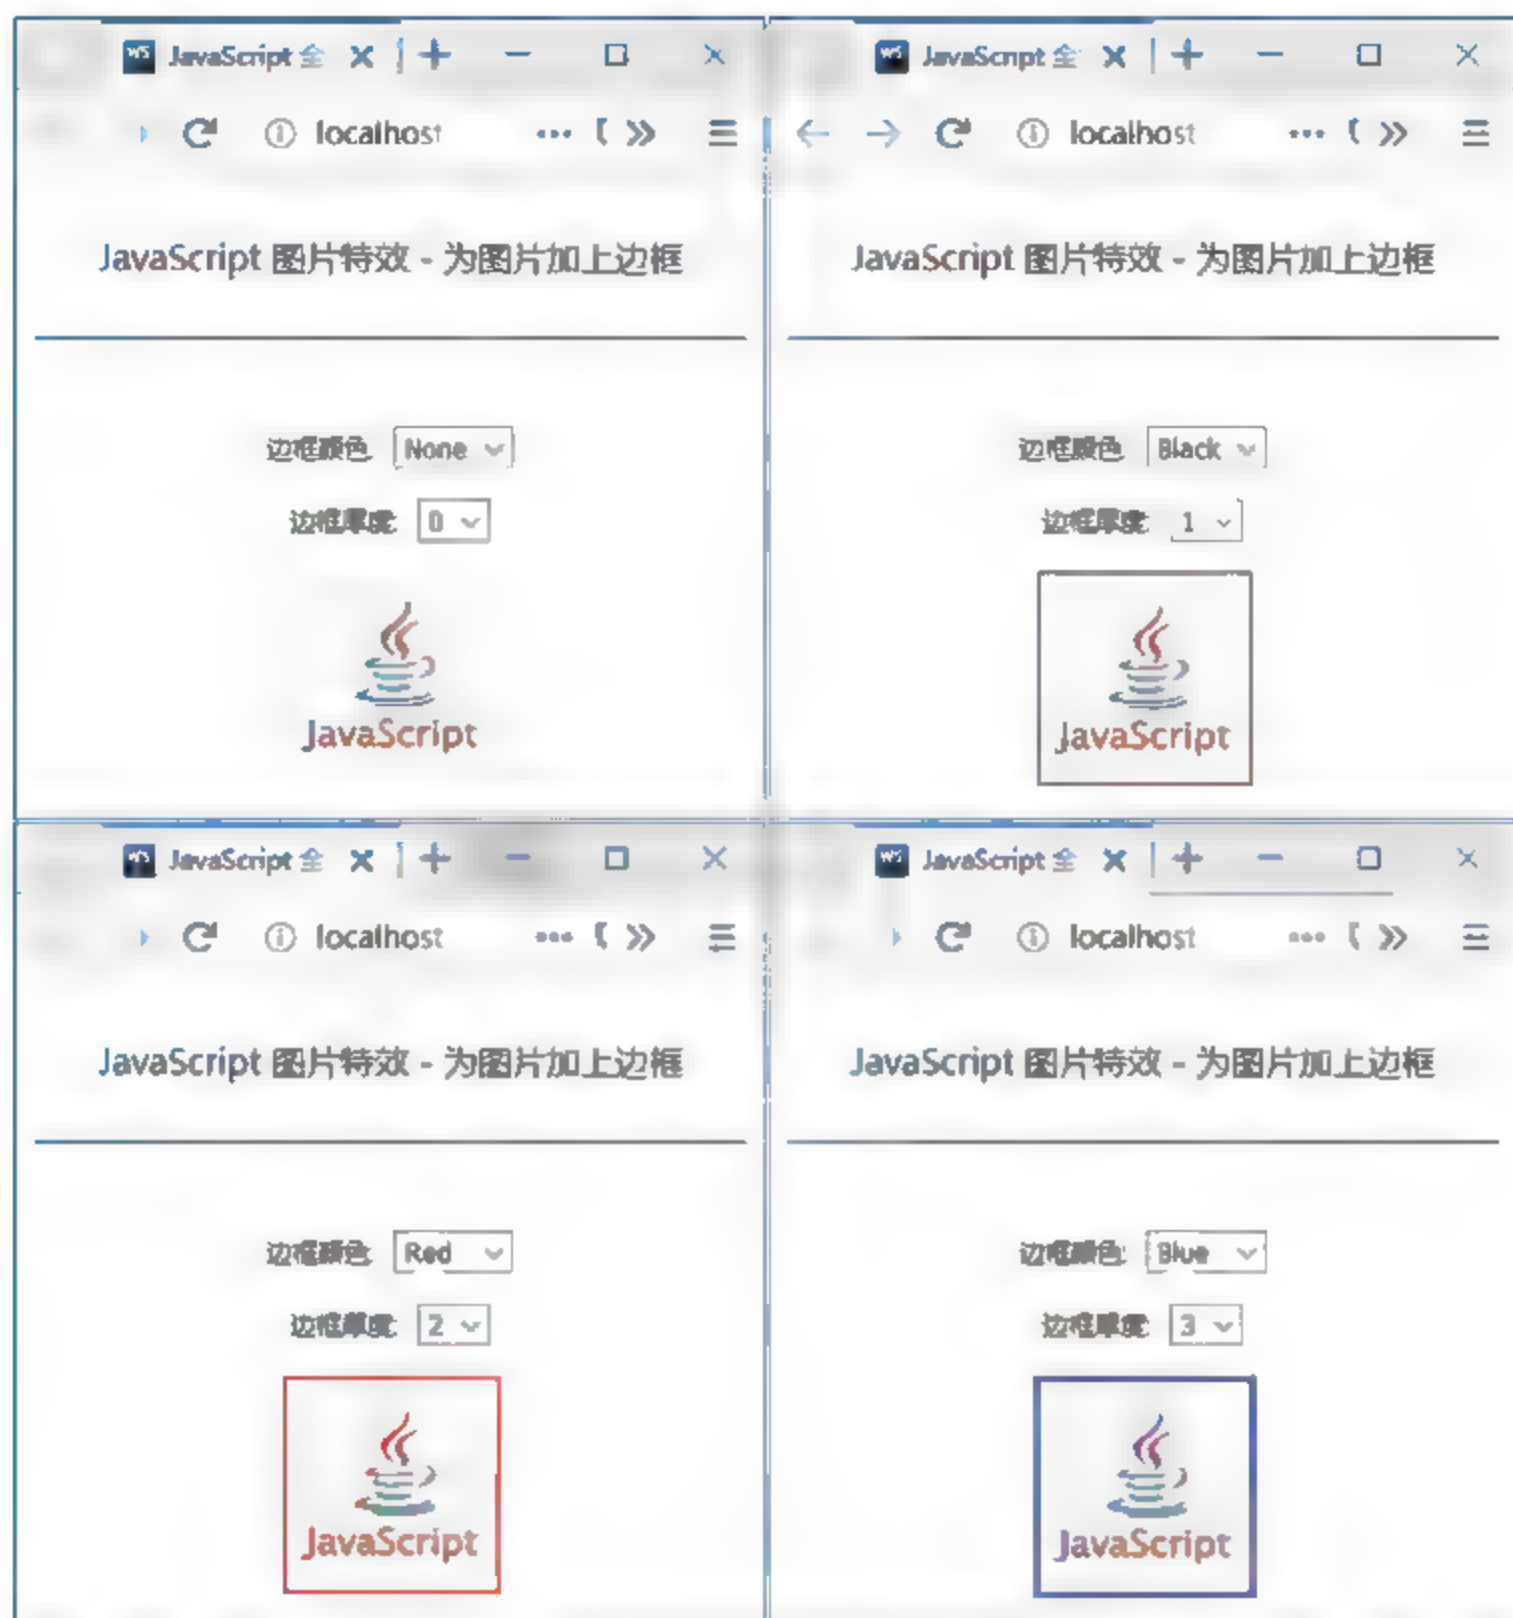 JavaScript 全
localhost
JavaScript 图片特效 - 为图片加上边框
边框颜色 None
边框厚度 0
JavaScript
JavaScript 全
localhost
JavaScript 图片特效 - 为图片加上边框
边框颜色 Black
边框厚度 1
JavaScript
JavaScript 全
localhost
JavaScript 图片特效 - 为图片加上边框
边框颜色 Red
边框厚度 2
JavaScript
JavaScript 全
localhost
JavaScript 图片特效 - 为图片加上边框
边框颜色 Blue
边框厚度 3
JavaScript